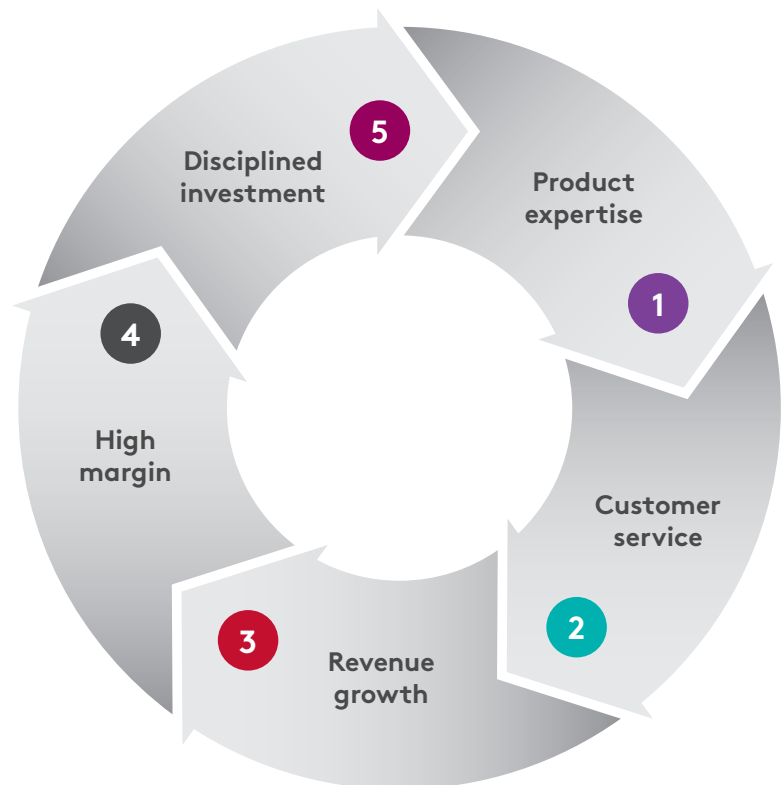 1
Product
expertise
2
Customer
service
3
Revenue
growth
4
High
margin
5
Disciplined
investment